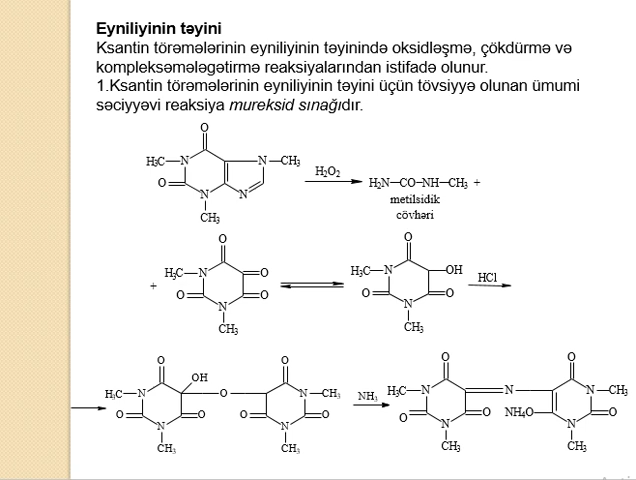 Eyniliyinin təyini
Ksantin törəmələrinin eyniliyinin təyinində oksidləşmə, çökdürmə və
kompleksəmələgətirmə reaksiyalarından istifadə olunur.
1.Ksantin törəmələrinin eyniliyinin təyini üçün tövsiyyə olunan ümumi
səciyyəvi reaksiya mureksid sınağıdır.
O
H₃C N N CH₃ H₂O₂ H₂N–CO–NH–CH₃ +
O N N metilsidik
CH₃ cövhəri
O O
H₃C N O H₃C N OH HCl
+ O N O O N O
CH₃ CH₃
O OH O O O
H₃C N O N CH₃ NH₃ H₃C N N N CH₃
O N O O N O O N O NH₄O N O
CH₃ CH₃ CH₃ CH₃